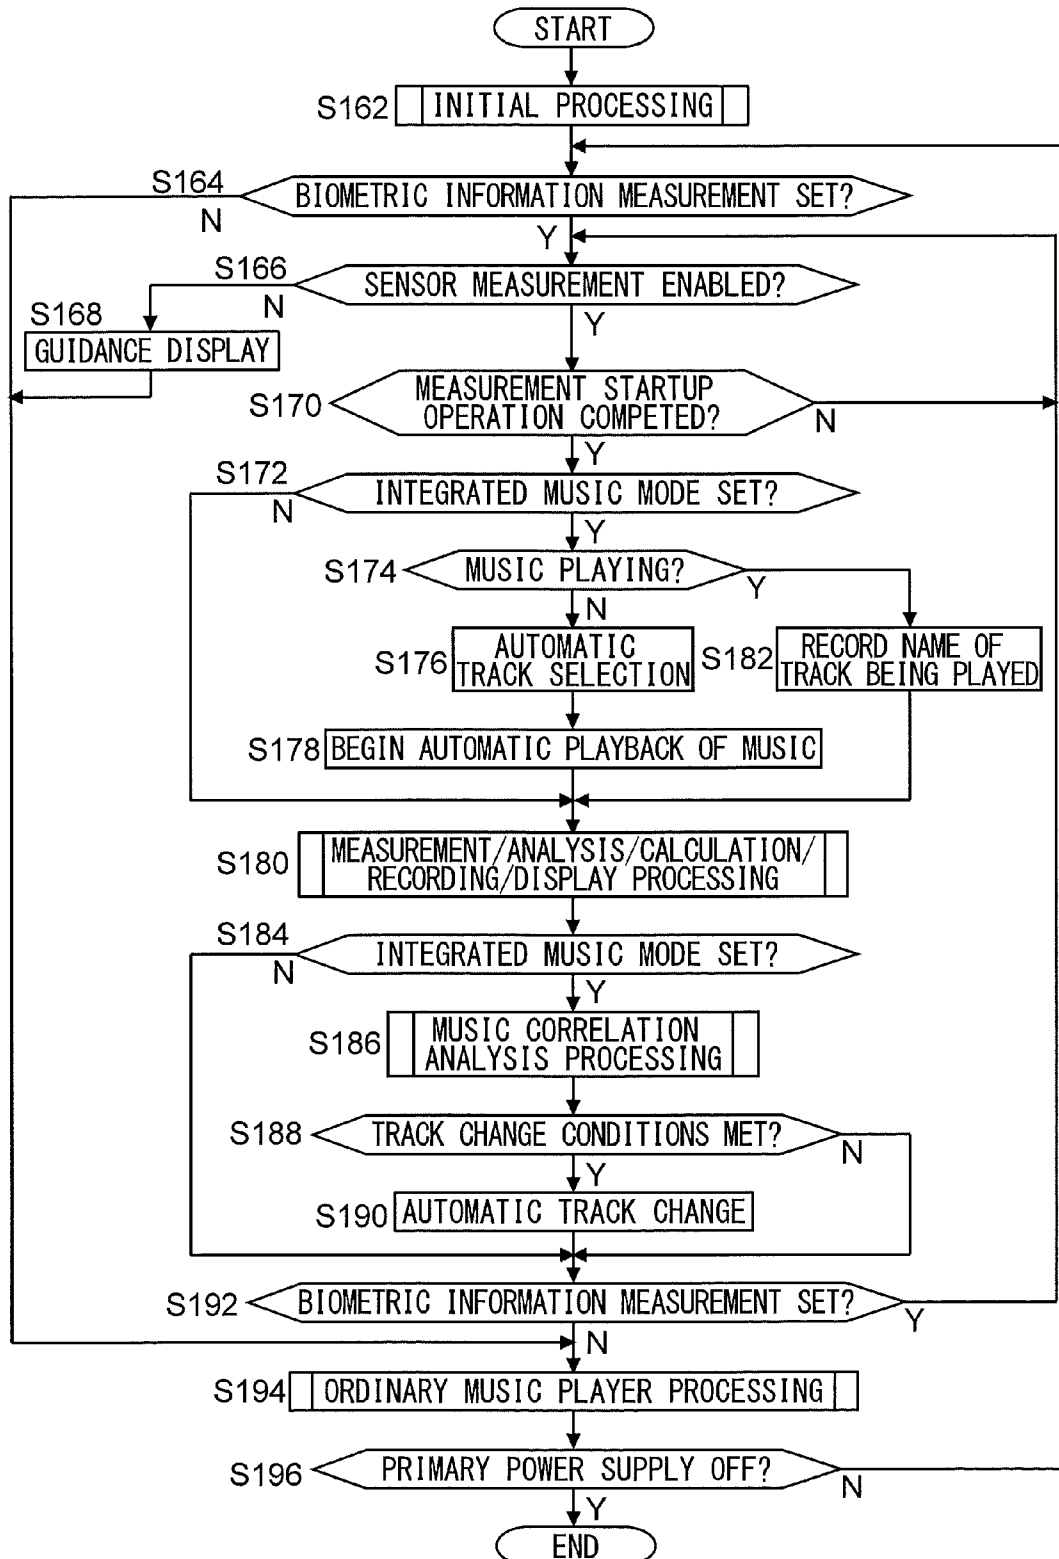 START
S162
INITIAL PROCESSING
S164
BIOMETRIC INFORMATION MEASUREMENT SET?
N
Y
S166
SENSOR MEASUREMENT ENABLED?
N
Y
S168
GUIDANCE DISPLAY
S170
MEASUREMENT STARTUP
OPERATION COMPETED?
N
Y
S172
INTEGRATED MUSIC MODE SET?
N
Y
S174
MUSIC PLAYING?
Y
N
S176
AUTOMATIC
TRACK SELECTION
S182
RECORD NAME OF
TRACK BEING PLAYED
S178
BEGIN AUTOMATIC PLAYBACK OF MUSIC
S180
MEASUREMENT/ANALYSIS/CALCULATION/
RECORDING/DISPLAY PROCESSING
S184
INTEGRATED MUSIC MODE SET?
N
Y
S186
MUSIC CORRELATION
ANALYSIS PROCESSING
S188
TRACK CHANGE CONDITIONS MET?
N
Y
S190
AUTOMATIC TRACK CHANGE
S192
BIOMETRIC INFORMATION MEASUREMENT SET?
Y
N
S194
ORDINARY MUSIC PLAYER PROCESSING
S196
PRIMARY POWER SUPPLY OFF?
N
Y
END